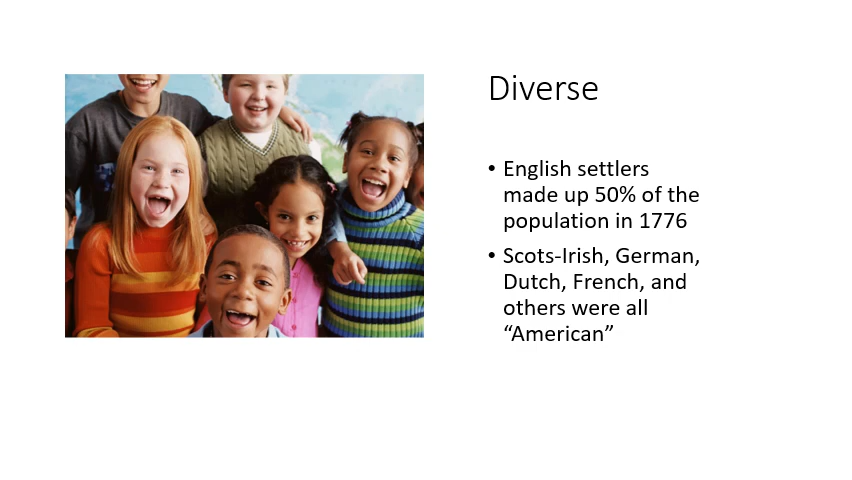 Diverse
• English settlers
made up 50% of the
population in 1776
• Scots-Irish, German,
Dutch, French, and
others were all
“American”